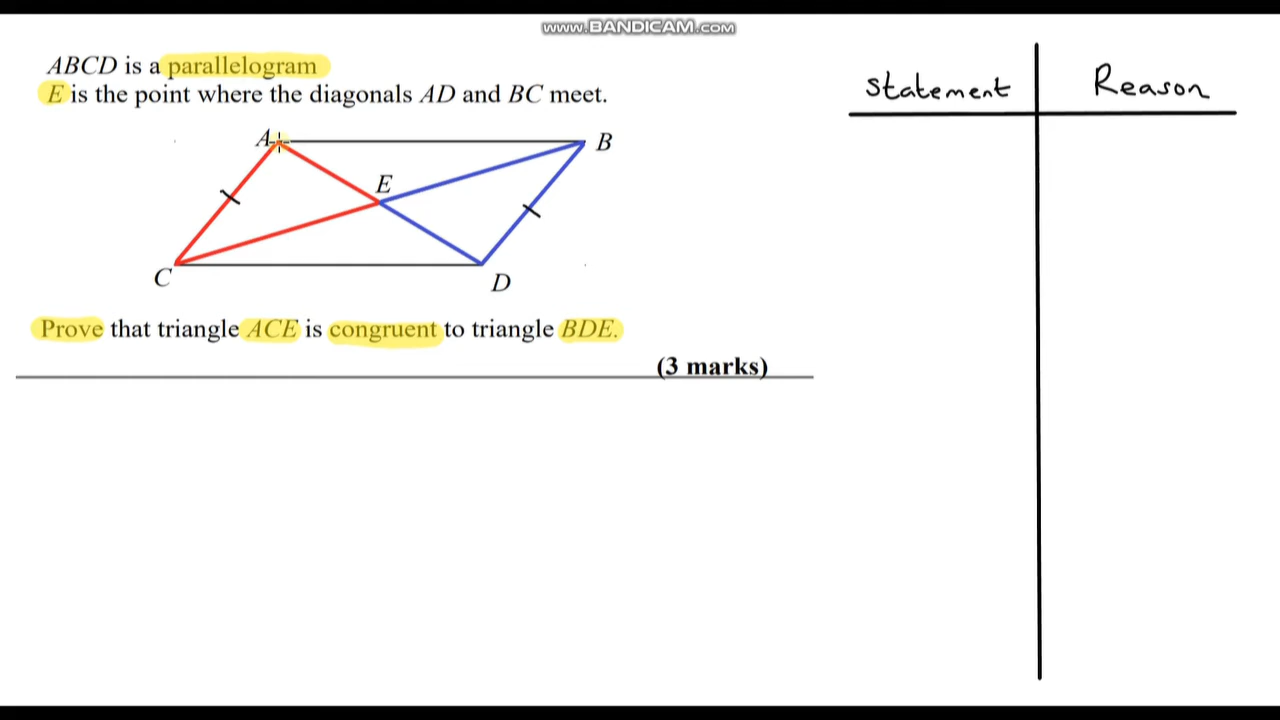 www.BANDICAM.com
ABCD is a parallelogram
E is the point where the diagonals AD and BC meet.
A
B
E
C
D
Prove that triangle ACE is congruent to triangle BDE.
(3 marks)
statement
Reason